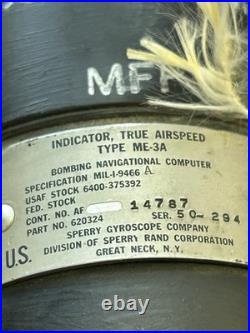 MFP
INDICATOR, TRUE AIRSPEED
TYPE ME-3A
BOMBING NAVIGATIONAL COMPUTER
SPECIFICATION MIL-I-9466 A
USAF STOCK 6400-375392
FED. STOCK
CONT. NO. AF 14787
PART NO. 620324 SER. 50-294
SPERRY GYROSCOPE COMPANY
U.S. DIVISION OF SPERRY RAND CORPORATION
GREAT NECK, N.Y.